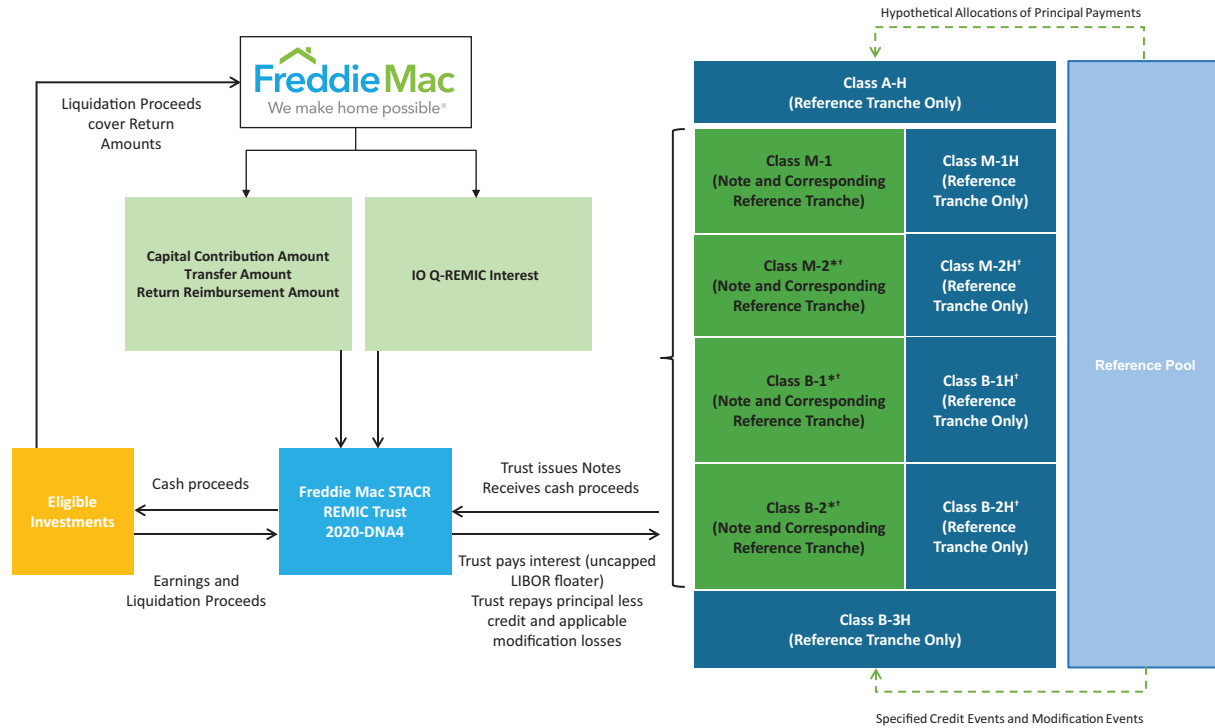 Hypothetical Allocations of Principal Payments
Freddie Mac
We make home possible®
Liquidation Proceeds
cover Return
Amounts
Capital Contribution Amount
Transfer Amount
Return Reimbursement Amount
IO Q-REMIC Interest
Eligible
Investments
Cash proceeds
Earnings and
Liquidation Proceeds
Freddie Mac STACR
REMIC Trust
2020-DNA4
Trust issues Notes
Receives cash proceeds
Trust pays interest (uncapped
LIBOR floater)
Trust repays principal less
credit and applicable
modification losses
Class A-H
(Reference Tranche Only)
Class M-1
(Note and Corresponding
Reference Tranche)
Class M-1H
(Reference
Tranche Only)
Class M-2*†
(Note and Corresponding
Reference Tranche)
Class M-2H†
(Reference
Tranche Only)
Class B-1*†
(Note and Corresponding
Reference Tranche)
Class B-1H†
(Reference
Tranche Only)
Class B-2*†
(Note and Corresponding
Reference Tranche)
Class B-2H†
(Reference
Tranche Only)
Class B-3H
(Reference Tranche Only)
Reference Pool
Specified Credit Events and Modification Events